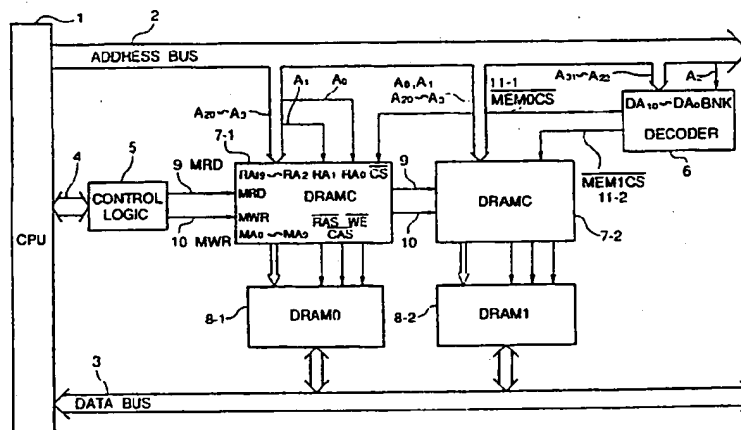 1
2
ADDRESS BUS
A₁
A₀
A₂₀~A₃
7-1
A₀, A₁
A₂₀~A₃
11-1
MEM0CS
A₃₁~A₂₂
A₂
DA₁₀~DA₀BNK
DECODER
6
4
5
CONTROL
LOGIC
9 MRD
10 MWR
RA₁₉~RA₂ RA₁ RA₀ CS
MRD
DRAMC
MWR
RAS WE
CAS
MA₀~MA₉
9
10
DRAMC
7-2
MEM1CS
11-2
CPU
8-1
DRAM0
8-2
DRAM1
3
DATA BUS